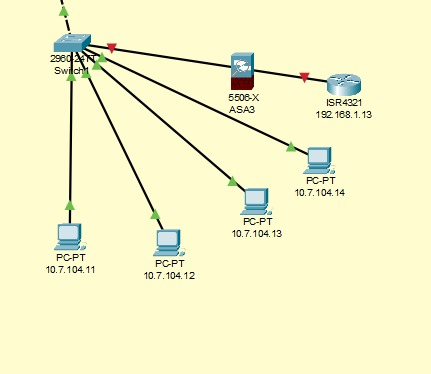 2960-24TT
Switch1
5506-X
ASA3
ISR4321
192.168.1.13
PC-PT
10.7.104.14
PC-PT
10.7.104.13
PC-PT
10.7.104.11
PC-PT
10.7.104.12